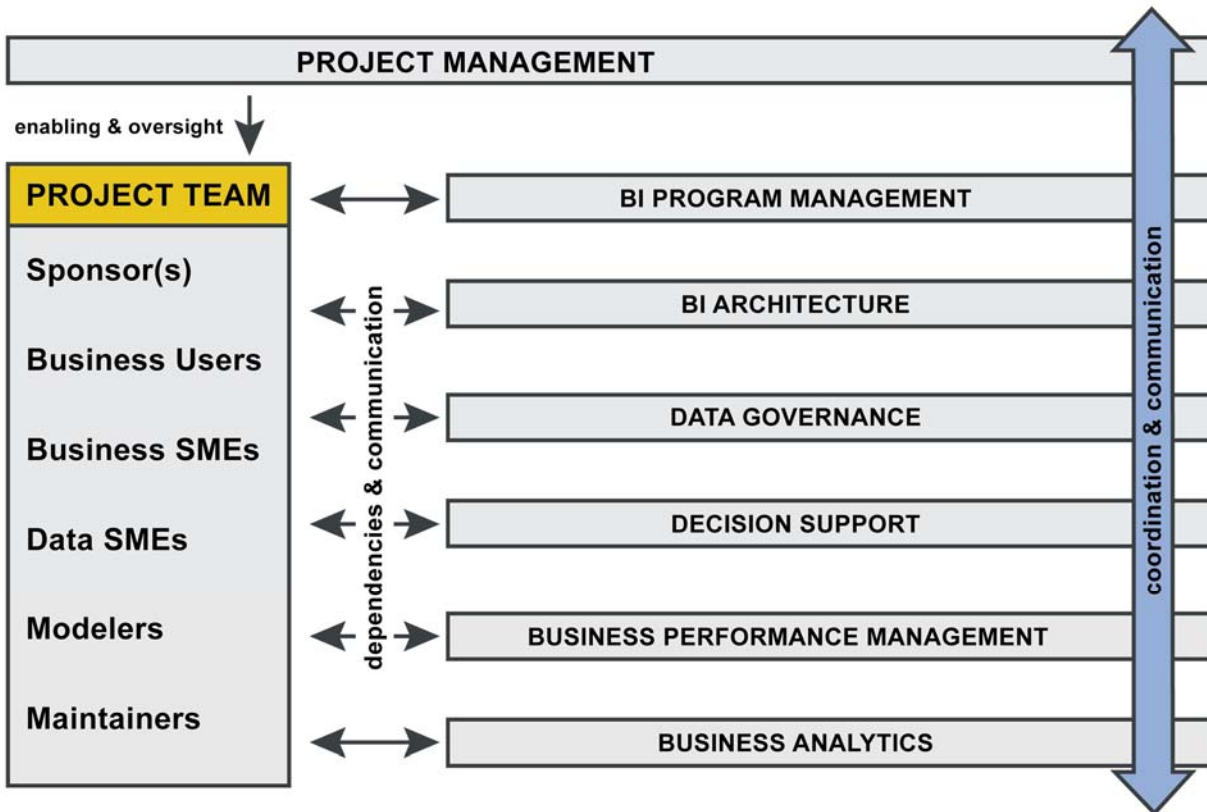 PROJECT MANAGEMENT
enabling & oversight
PROJECT TEAM
Sponsor(s)
Business Users
Business SMEs
Data SMEs
Modelers
Maintainers
dependencies & communication
BI PROGRAM MANAGEMENT
BI ARCHITECTURE
DATA GOVERNANCE
DECISION SUPPORT
BUSINESS PERFORMANCE MANAGEMENT
BUSINESS ANALYTICS
coordination & communication